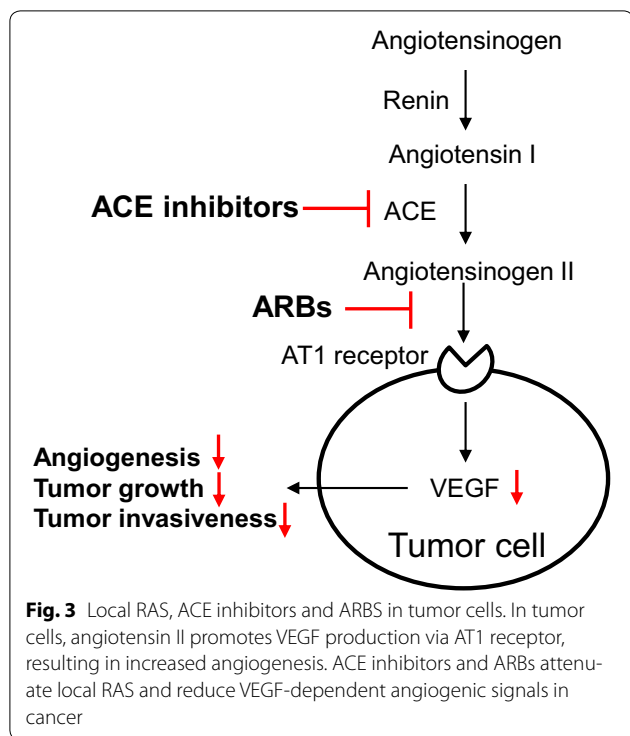 Angiotensinogen
Renin
Angiotensin I
ACE inhibitors
ACE
Angiotensinogen II
ARBs
AT1 receptor
Angiogenesis
Tumor growth
Tumor invasiveness
VEGF
Tumor cell
Fig. 3 Local RAS, ACE inhibitors and ARBS in tumor cells. In tumor
cells, angiotensin II promotes VEGF production via AT1 receptor,
resulting in increased angiogenesis. ACE inhibitors and ARBs attenu-
ate local RAS and reduce VEGF-dependent angiogenic signals in
cancer